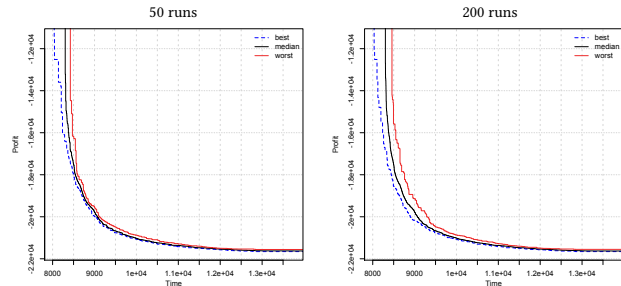 50 runs
200 runs
best
median
worst
best
median
worst
Profit
-1.2e+04
-1.4e+04
-1.6e+04
-1.8e+04
-2e+04
-2.2e+04
8000
9000
1e+04
1.1e+04
1.2e+04
1.3e+04
Time
Profit
-1.2e+04
-1.4e+04
-1.6e+04
-1.8e+04
-2e+04
-2.2e+04
8000
9000
1e+04
1.1e+04
1.2e+04
1.3e+04
Time